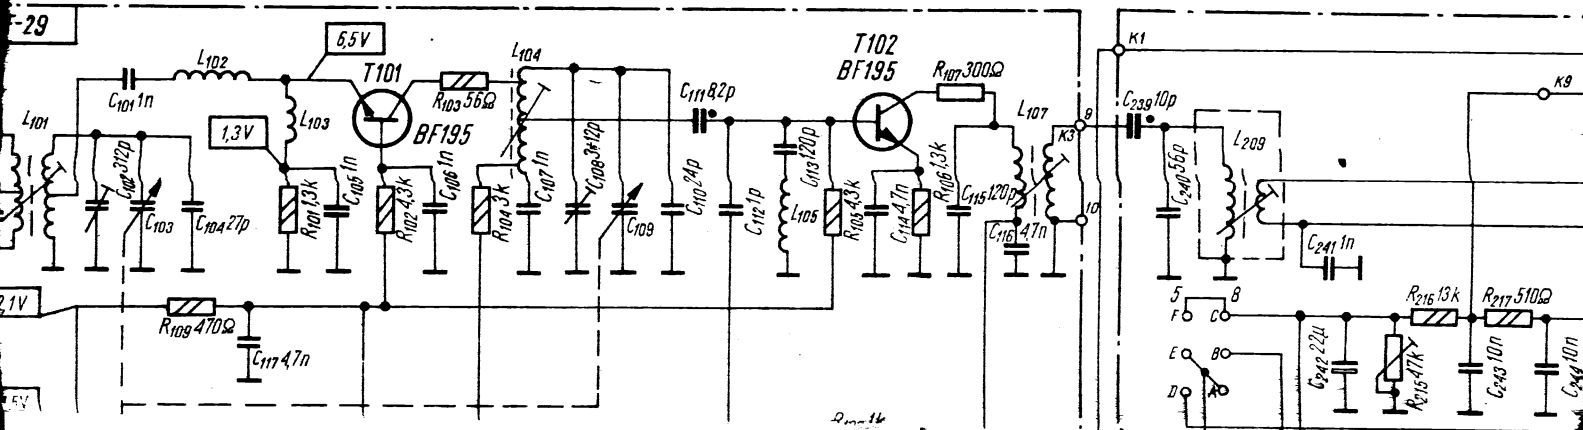 -29
6,5V
T101
BF195
L102
C101 1n
L101
L103
1,3V
C102 3÷12p
C103
C104 27p
R101 1,3k
C105 1n
R102 4,3k
C106 1n
R103 56Ω
L104
R104 3k
C107 1n
C108 3÷12p
C109
C110 24p
C111 8,2p
C112 1p
C113 120p
L105
T102
BF195
R105 4,3k
C114 4,7n
R106 1,3k
R107 300Ω
C115 120p
L107
C116 4,7n
9
K3
10
K1
K9
C239 10p
C240 56p
L209
C241 1n
,1V
R109 470Ω
C117 4,7n
5 8
F C
E B
D A
R216 13k
R217 510Ω
C242 22µ
R215 47k
C243 10n
C244 10n